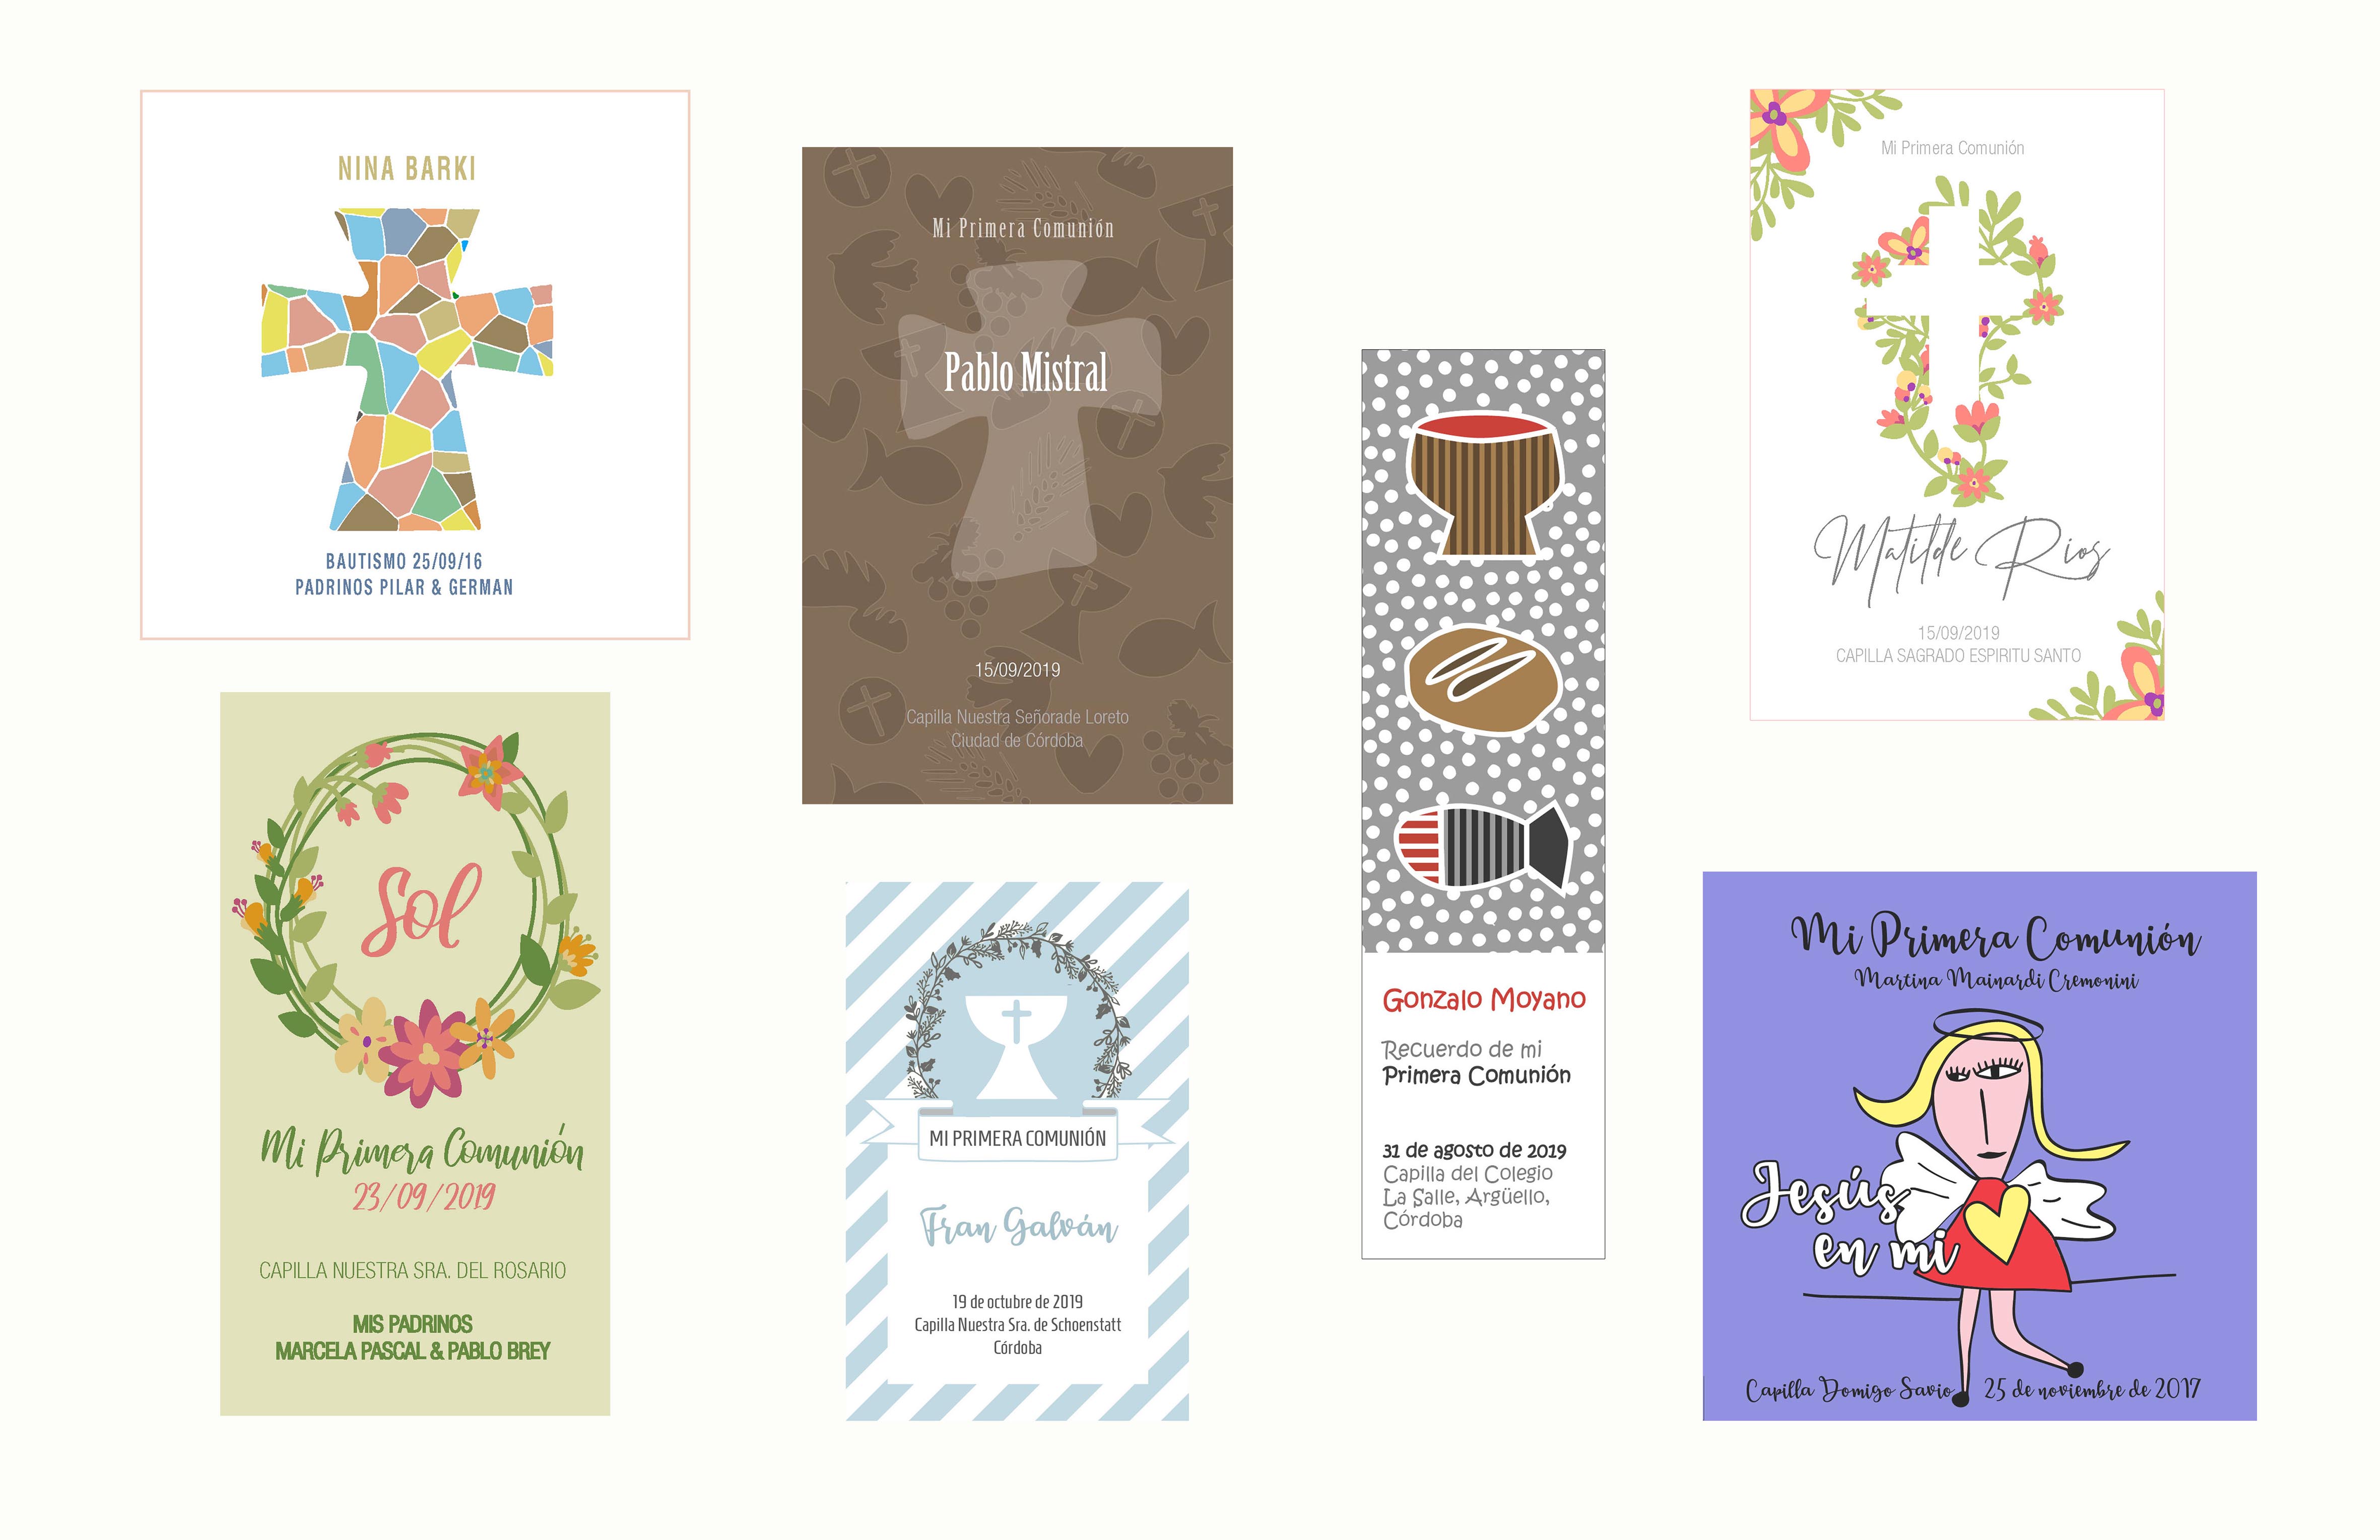 NINA BARKI
BAUTISMO 25/09/16
PADRINOS PILAR & GERMAN
Sol
Mi Primera Comunión
23/09/2019
CAPILLA NUESTRA SRA. DEL ROSARIO
MIS PADRINOS
MARCELA PASCAL & PABLO BREY
Mi Primera Comunión
Pablo Mistral
15/09/2019
Capilla Nuestra Señorade Loreto
Ciudad de Córdoba
MI PRIMERA COMUNIÓN
Fran Galván
19 de octubre de 2019
Capilla Nuestra Sra. de Schoenstatt
Córdoba
Gonzalo Moyano
Recuerdo de mi
Primera Comunión
31 de agosto de 2019
Capilla del Colegio
La Salle, Argüello,
Córdoba
Mi Primera Comunión
Matilde Rios
15/09/2019
CAPILLA SAGRADO ESPIRITU SANTO
Mi Primera Comunión
Martina Mainardi Cremonini
Jesús
en mi
Capilla Domigo Savio 25 de noviembre de 2017